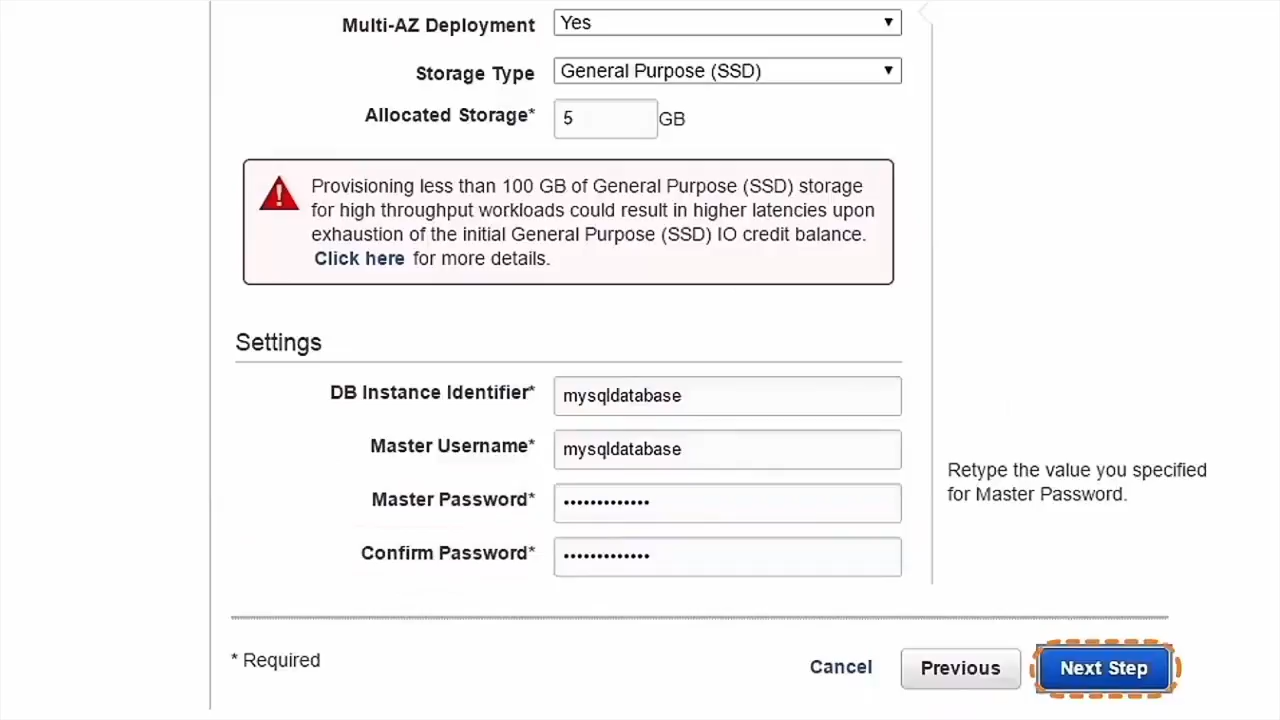 Multi-AZ Deployment Yes
Storage Type General Purpose (SSD)
Allocated Storage* 5 GB
Provisioning less than 100 GB of General Purpose (SSD) storage
for high throughput workloads could result in higher latencies upon
exhaustion of the initial General Purpose (SSD) IO credit balance.
Click here for more details.
Settings
DB Instance Identifier* mysqldatabase
Master Username* mysqldatabase
Master Password* •••••••••••••
Confirm Password* •••••••••••••
Retype the value you specified
for Master Password.
* Required
Cancel Previous Next Step